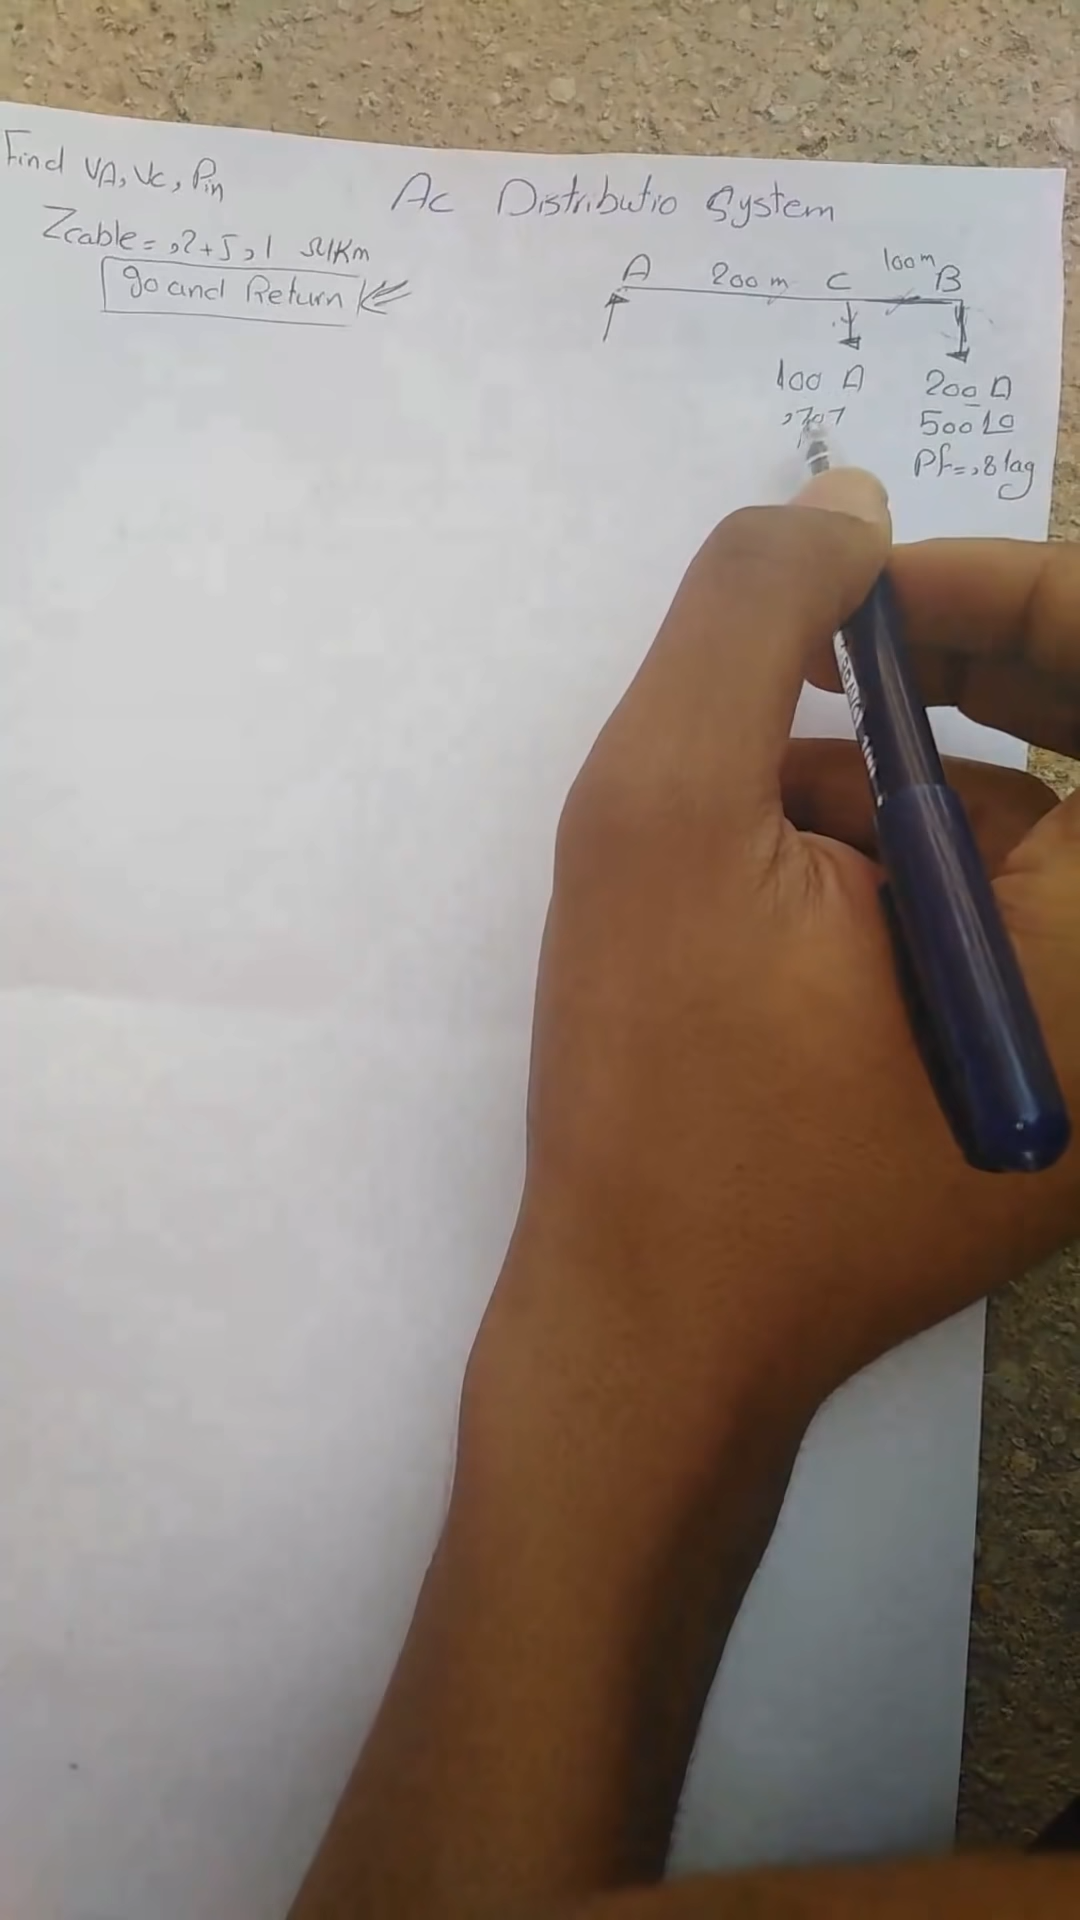 Find VA, VC, Pin
Ac Distributio System
Zcable = ,2 + J,1 Ω/Km
go and Return
A 200 m C 100 m B
100 A
,707
200 A
500 ∠0
Pf = ,8 lag